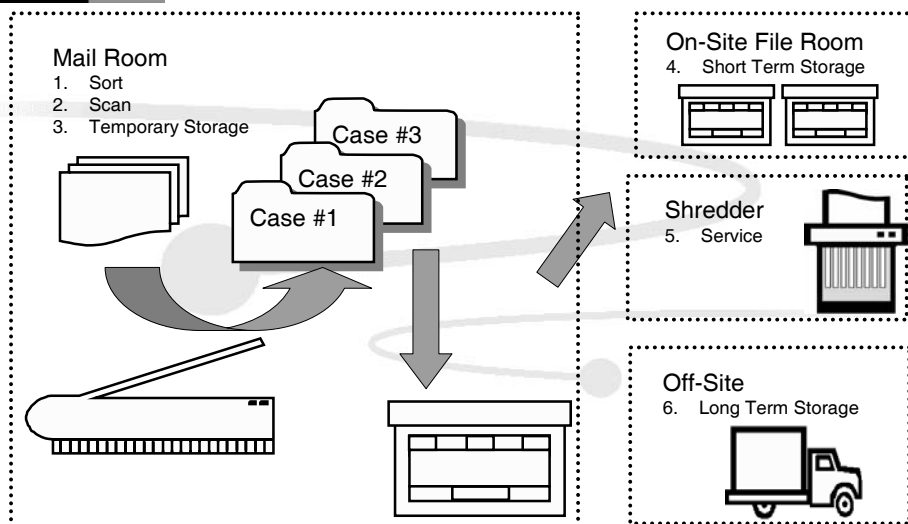 Mail Room
1. Sort
2. Scan
3. Temporary Storage
Case #3
Case #2
Case #1
On-Site File Room
4. Short Term Storage
Shredder
5. Service
Off-Site
6. Long Term Storage